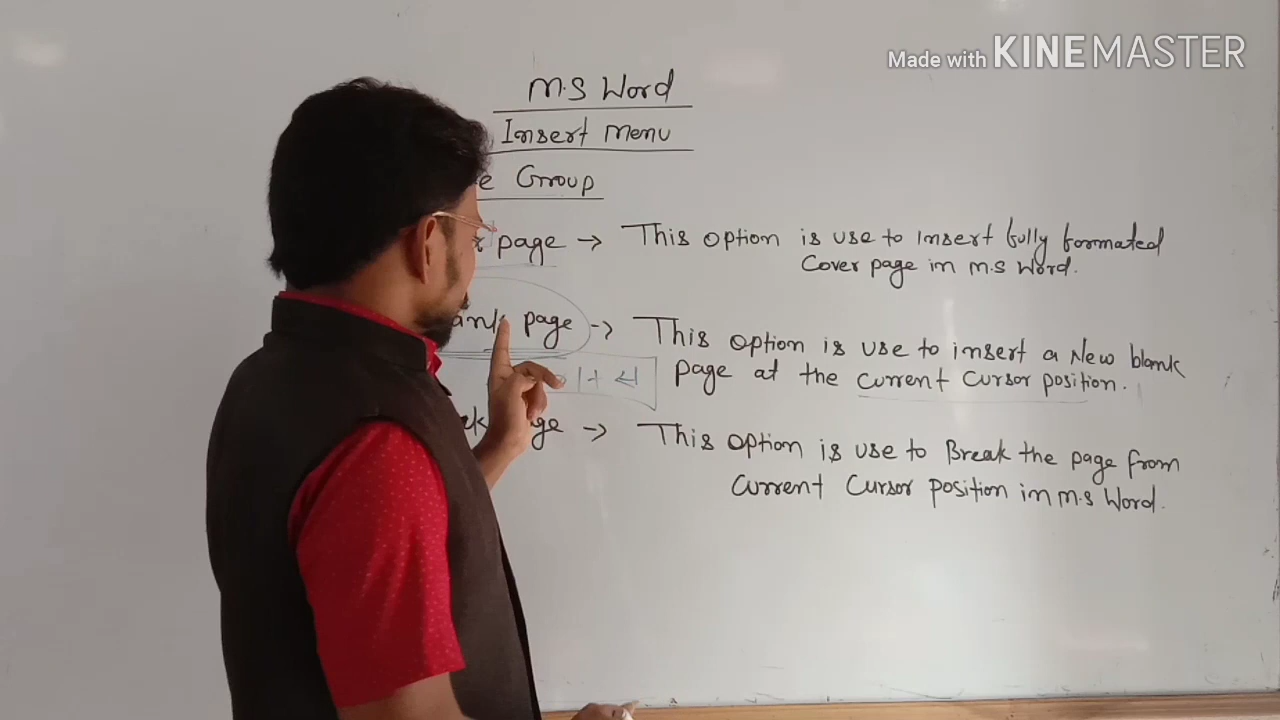 Made with KINEMASTER
M.S Word
Insert Menu
Group
page → This option is use to insert fully formated
Cover page in M.S Word.
page → This option is use to insert a New blank
page at the current cursor position.
→ This option is use to Break the page from
current cursor position in M.S Word.